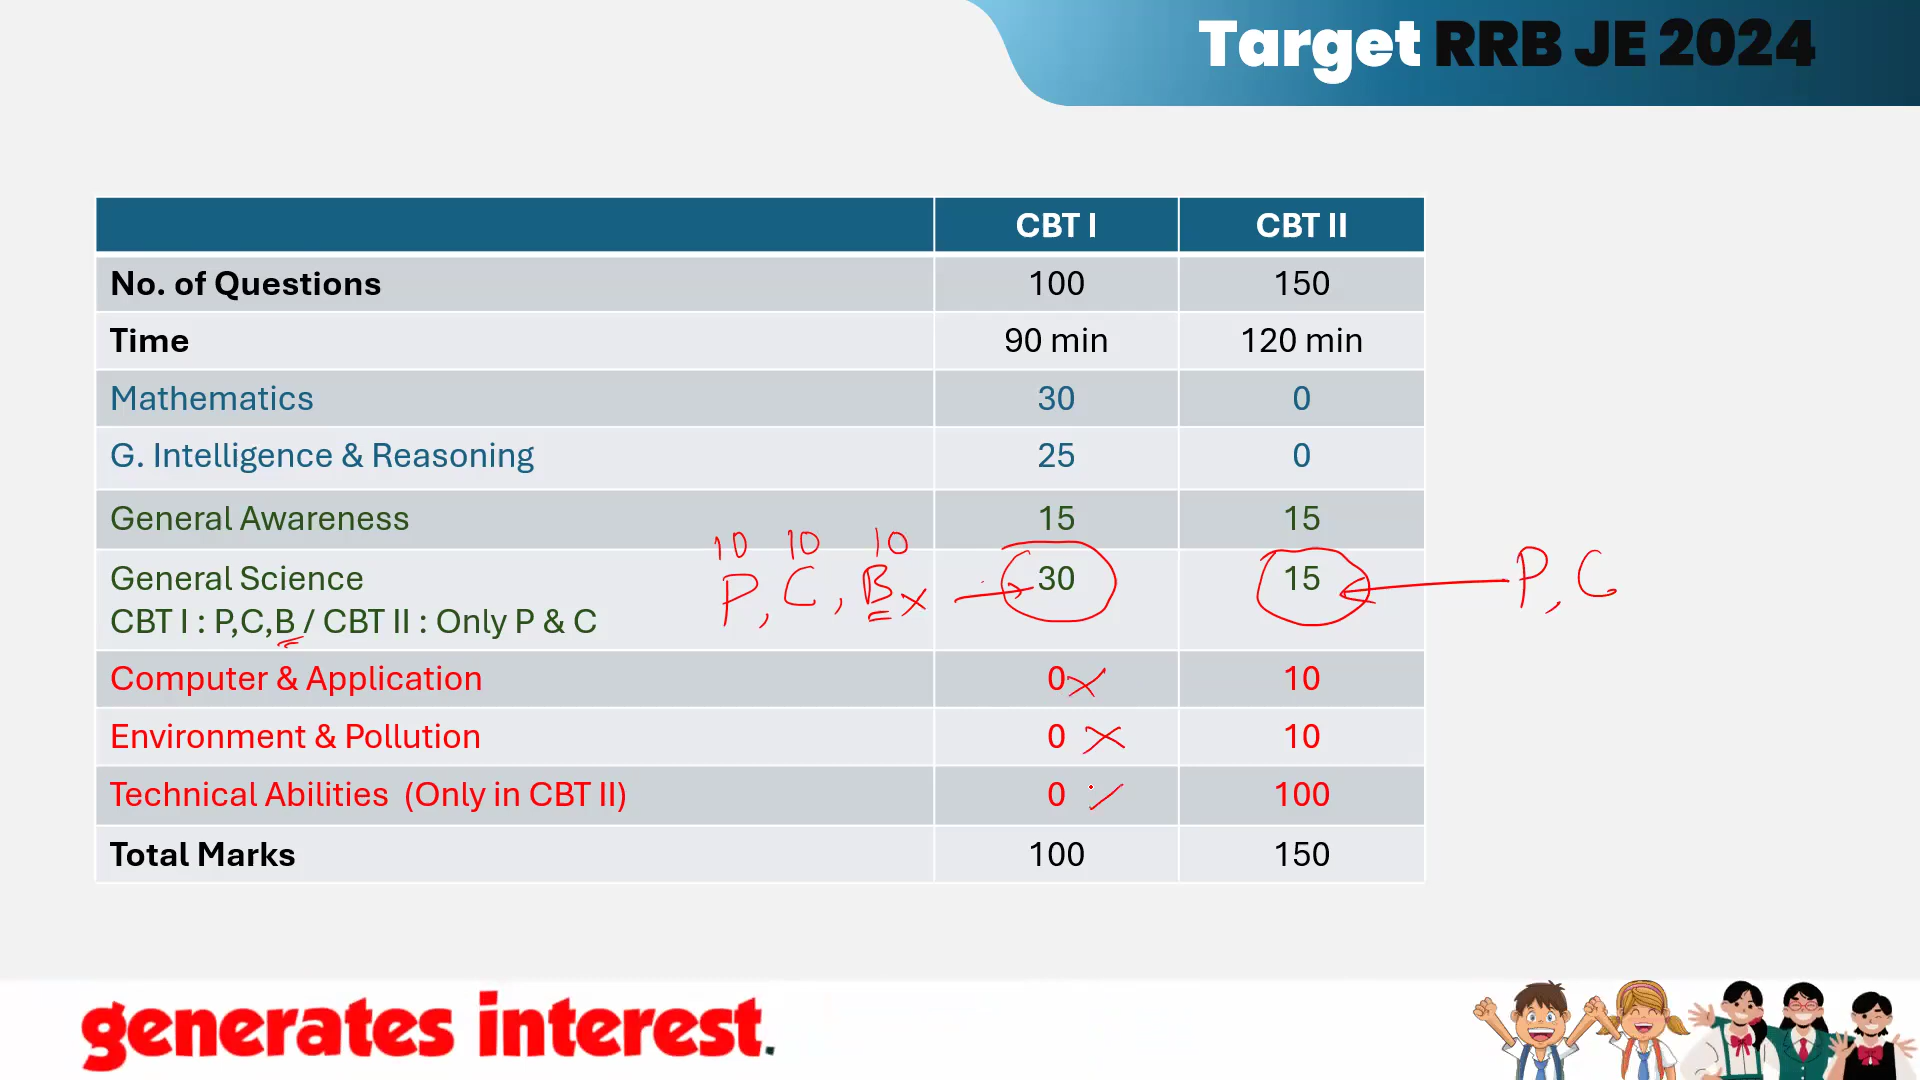 Target RRB JE 2024
CBT I CBT II
No. of Questions 100 150
Time 90 min 120 min
Mathematics 30 0
G. Intelligence & Reasoning 25 0
General Awareness 15 15
10 10 10
General Science P, C, B x 30 15 P, C
CBT I : P,C,B / CBT II : Only P & C
Computer & Application 0 x 10
Environment & Pollution 0 x 10
Technical Abilities (Only in CBT II) 0 100
Total Marks 100 150
generates interest.